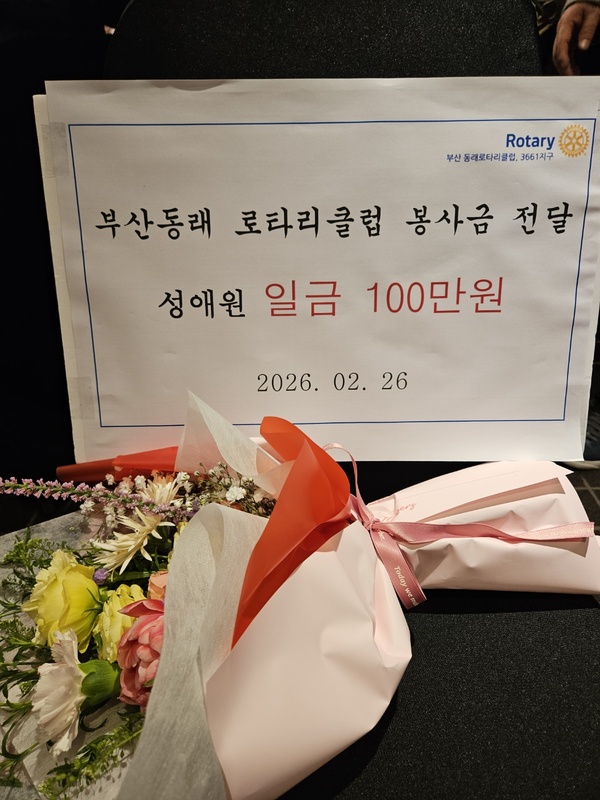 Rotary
부산 동래로타리클럽, 3661지구
부산동래 로타리클럽 봉사금 전달
성애원 일금 100만원
2026. 02. 26
Today we m